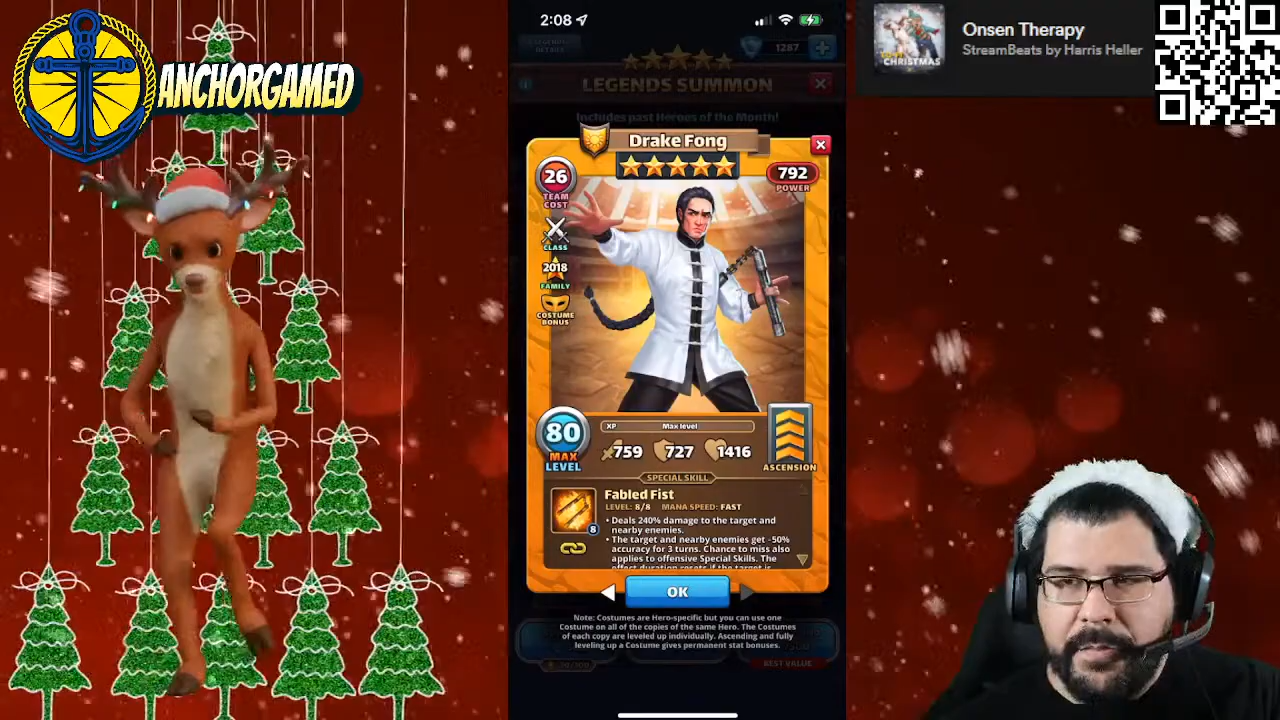 ANCHORGAMED
2:08
LEGENDS
DETAILS
1287
LEGENDS SUMMON
Includes past Heroes of the Month!
Drake Fong
26
TEAM
COST
792
POWER
CLASS
2018
FAMILY
COSTUME
BONUS
80
MAX
LEVEL
XP Max level
759 727 1416
ASCENSION
SPECIAL SKILL
Fabled Fist
LEVEL: 8/8 MANA SPEED: FAST
8
• Deals 240% damage to the target and
nearby enemies.
• The target and nearby enemies get -50%
accuracy for 3 turns. Chance to miss also
applies to offensive Special Skills. The
effect duration resets if the target is
OK
Note: Costumes are Hero-specific but you can use one
Costume on all of the copies of the same Hero. The Costumes
of each copy are leveled up individually. Ascending and fully
leveling up a Costume gives permanent stat bonuses.
BEST VALUE
CHRISTMAS
Onsen Therapy
StreamBeats by Harris Heller